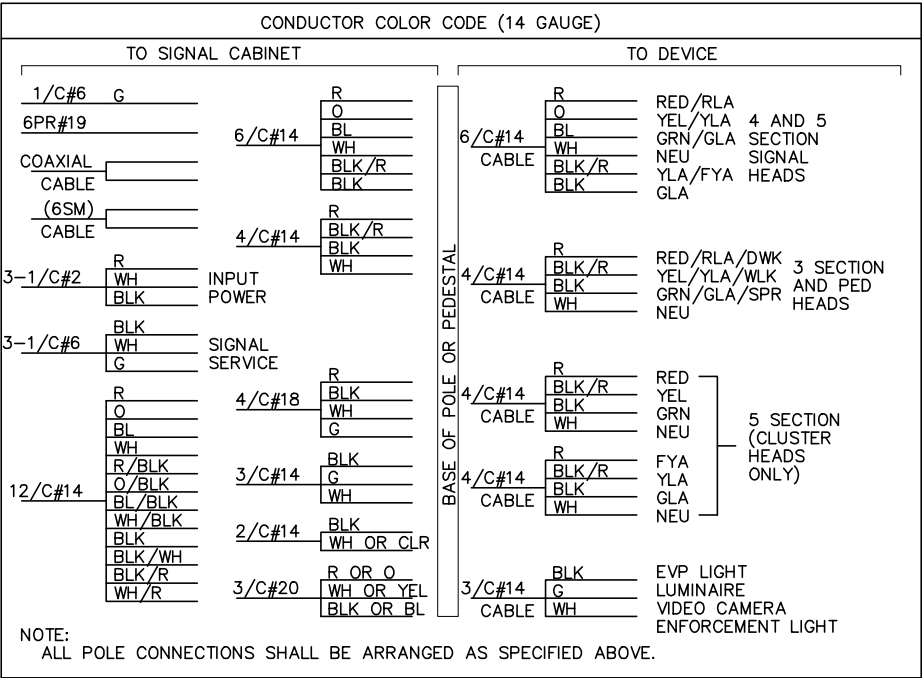 CONDUCTOR COLOR CODE (14 GAUGE)
TO SIGNAL CABINET
TO DEVICE
1/C#6
G
6PR#19
COAXIAL
CABLE
(6SM)
CABLE
3-1/C#2
R
WH
BLK
INPUT
POWER
3-1/C#6
BLK
WH
G
SIGNAL
SERVICE
12/C#14
R
O
BL
WH
R/BLK
O/BLK
BL/BLK
WH/BLK
BLK
BLK/WH
BLK/R
WH/R
6/C#14
R
O
BL
WH
BLK/R
BLK
4/C#14
R
BLK/R
BLK
WH
4/C#18
R
BLK
WH
G
3/C#14
BLK
G
WH
2/C#14
BLK
WH OR CLR
3/C#20
R OR O
WH OR YEL
BLK OR BL
BASE OF POLE OR PEDESTAL
6/C#14
CABLE
R
O
BL
WH
BLK/R
BLK
RED/RLA
YEL/YLA
GRN/GLA
NEU
YLA/FYA
GLA
4 AND 5
SECTION
SIGNAL
HEADS
4/C#14
CABLE
R
BLK/R
BLK
WH
RED/RLA/DWK
YEL/YLA/WLK
GRN/GLA/SPR
NEU
3 SECTION
AND PED
HEADS
4/C#14
CABLE
R
BLK/R
BLK
WH
RED
YEL
GRN
NEU
4/C#14
CABLE
R
BLK/R
BLK
WH
FYA
YLA
GLA
NEU
5 SECTION
(CLUSTER
HEADS
ONLY)
3/C#14
CABLE
BLK
G
WH
EVP LIGHT
LUMINAIRE
VIDEO CAMERA
ENFORCEMENT LIGHT
NOTE:
ALL POLE CONNECTIONS SHALL BE ARRANGED AS SPECIFIED ABOVE.